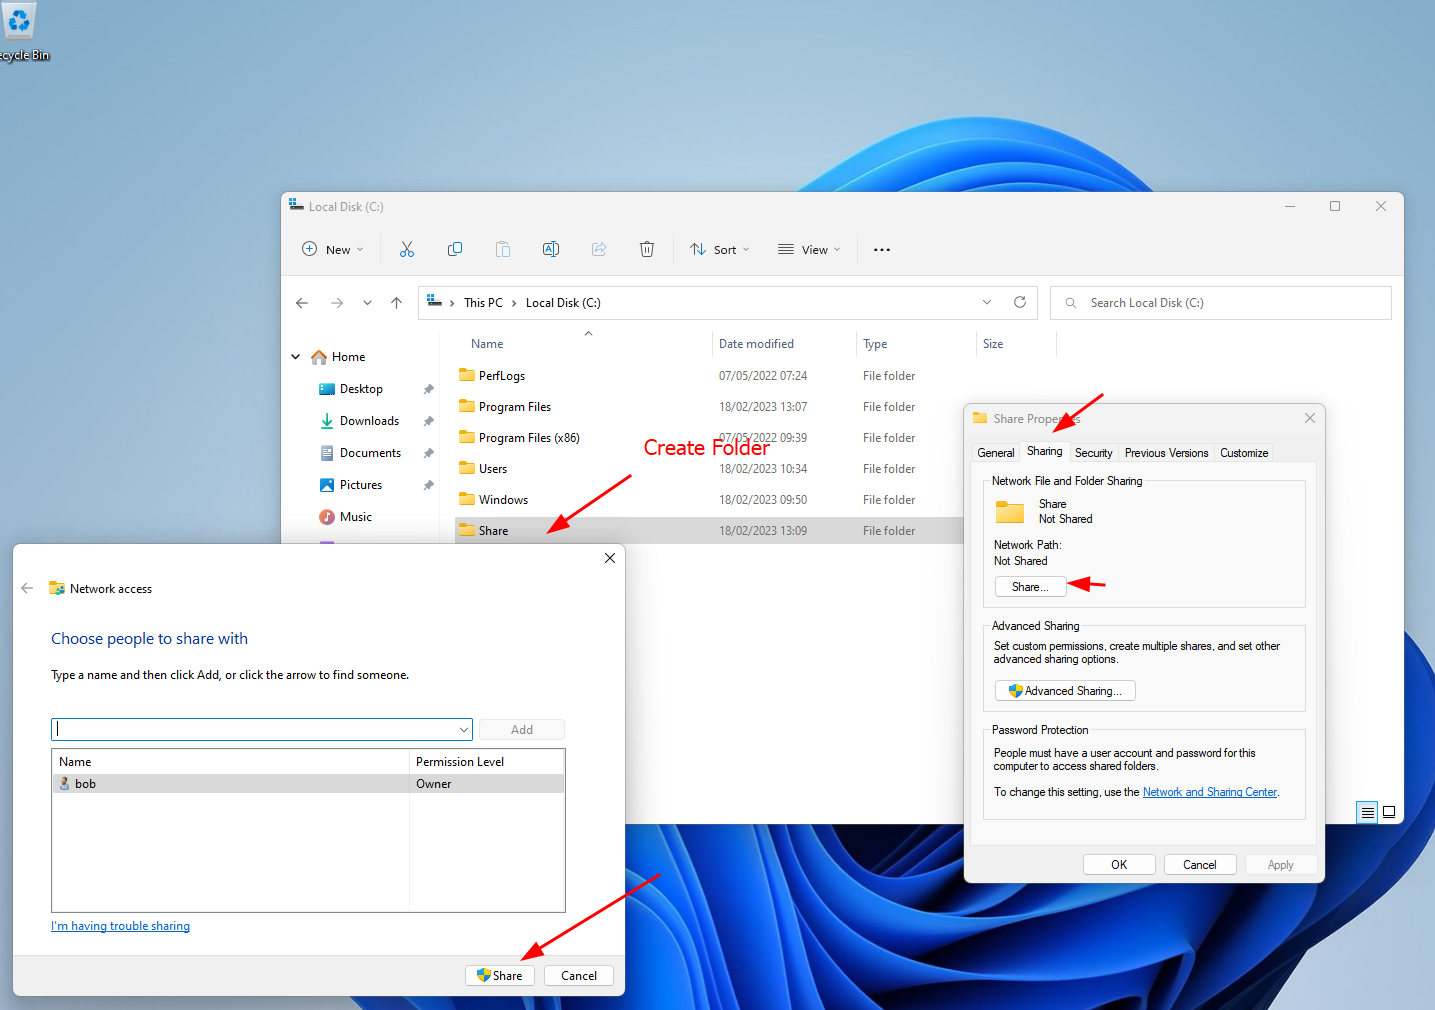 ecycle Bin
Local Disk (C:)
New
Sort
View
This PC
Local Disk (C:)
Search Local Disk (C:)
Home
Desktop
Downloads
Documents
Pictures
Music
Name Date modified Type Size
PerfLogs 07/05/2022 07:24 File folder
Program Files 18/02/2023 13:07 File folder
Program Files (x86) 07/05/2022 09:39 File folder
Users 18/02/2023 10:34 File folder
Windows 18/02/2023 09:50 File folder
Share 18/02/2023 13:09 File folder
Create Folder
Share Properties
General Sharing Security Previous Versions Customize
Network File and Folder Sharing
Share
Not Shared
Network Path:
Not Shared
Share...
Advanced Sharing
Set custom permissions, create multiple shares, and set other
advanced sharing options.
Advanced Sharing...
Password Protection
People must have a user account and password for this
computer to access shared folders.
To change this setting, use the Network and Sharing Center.
OK Cancel Apply
Network access
Choose people to share with
Type a name and then click Add, or click the arrow to find someone.
Add
Name Permission Level
bob Owner
I'm having trouble sharing
Share Cancel